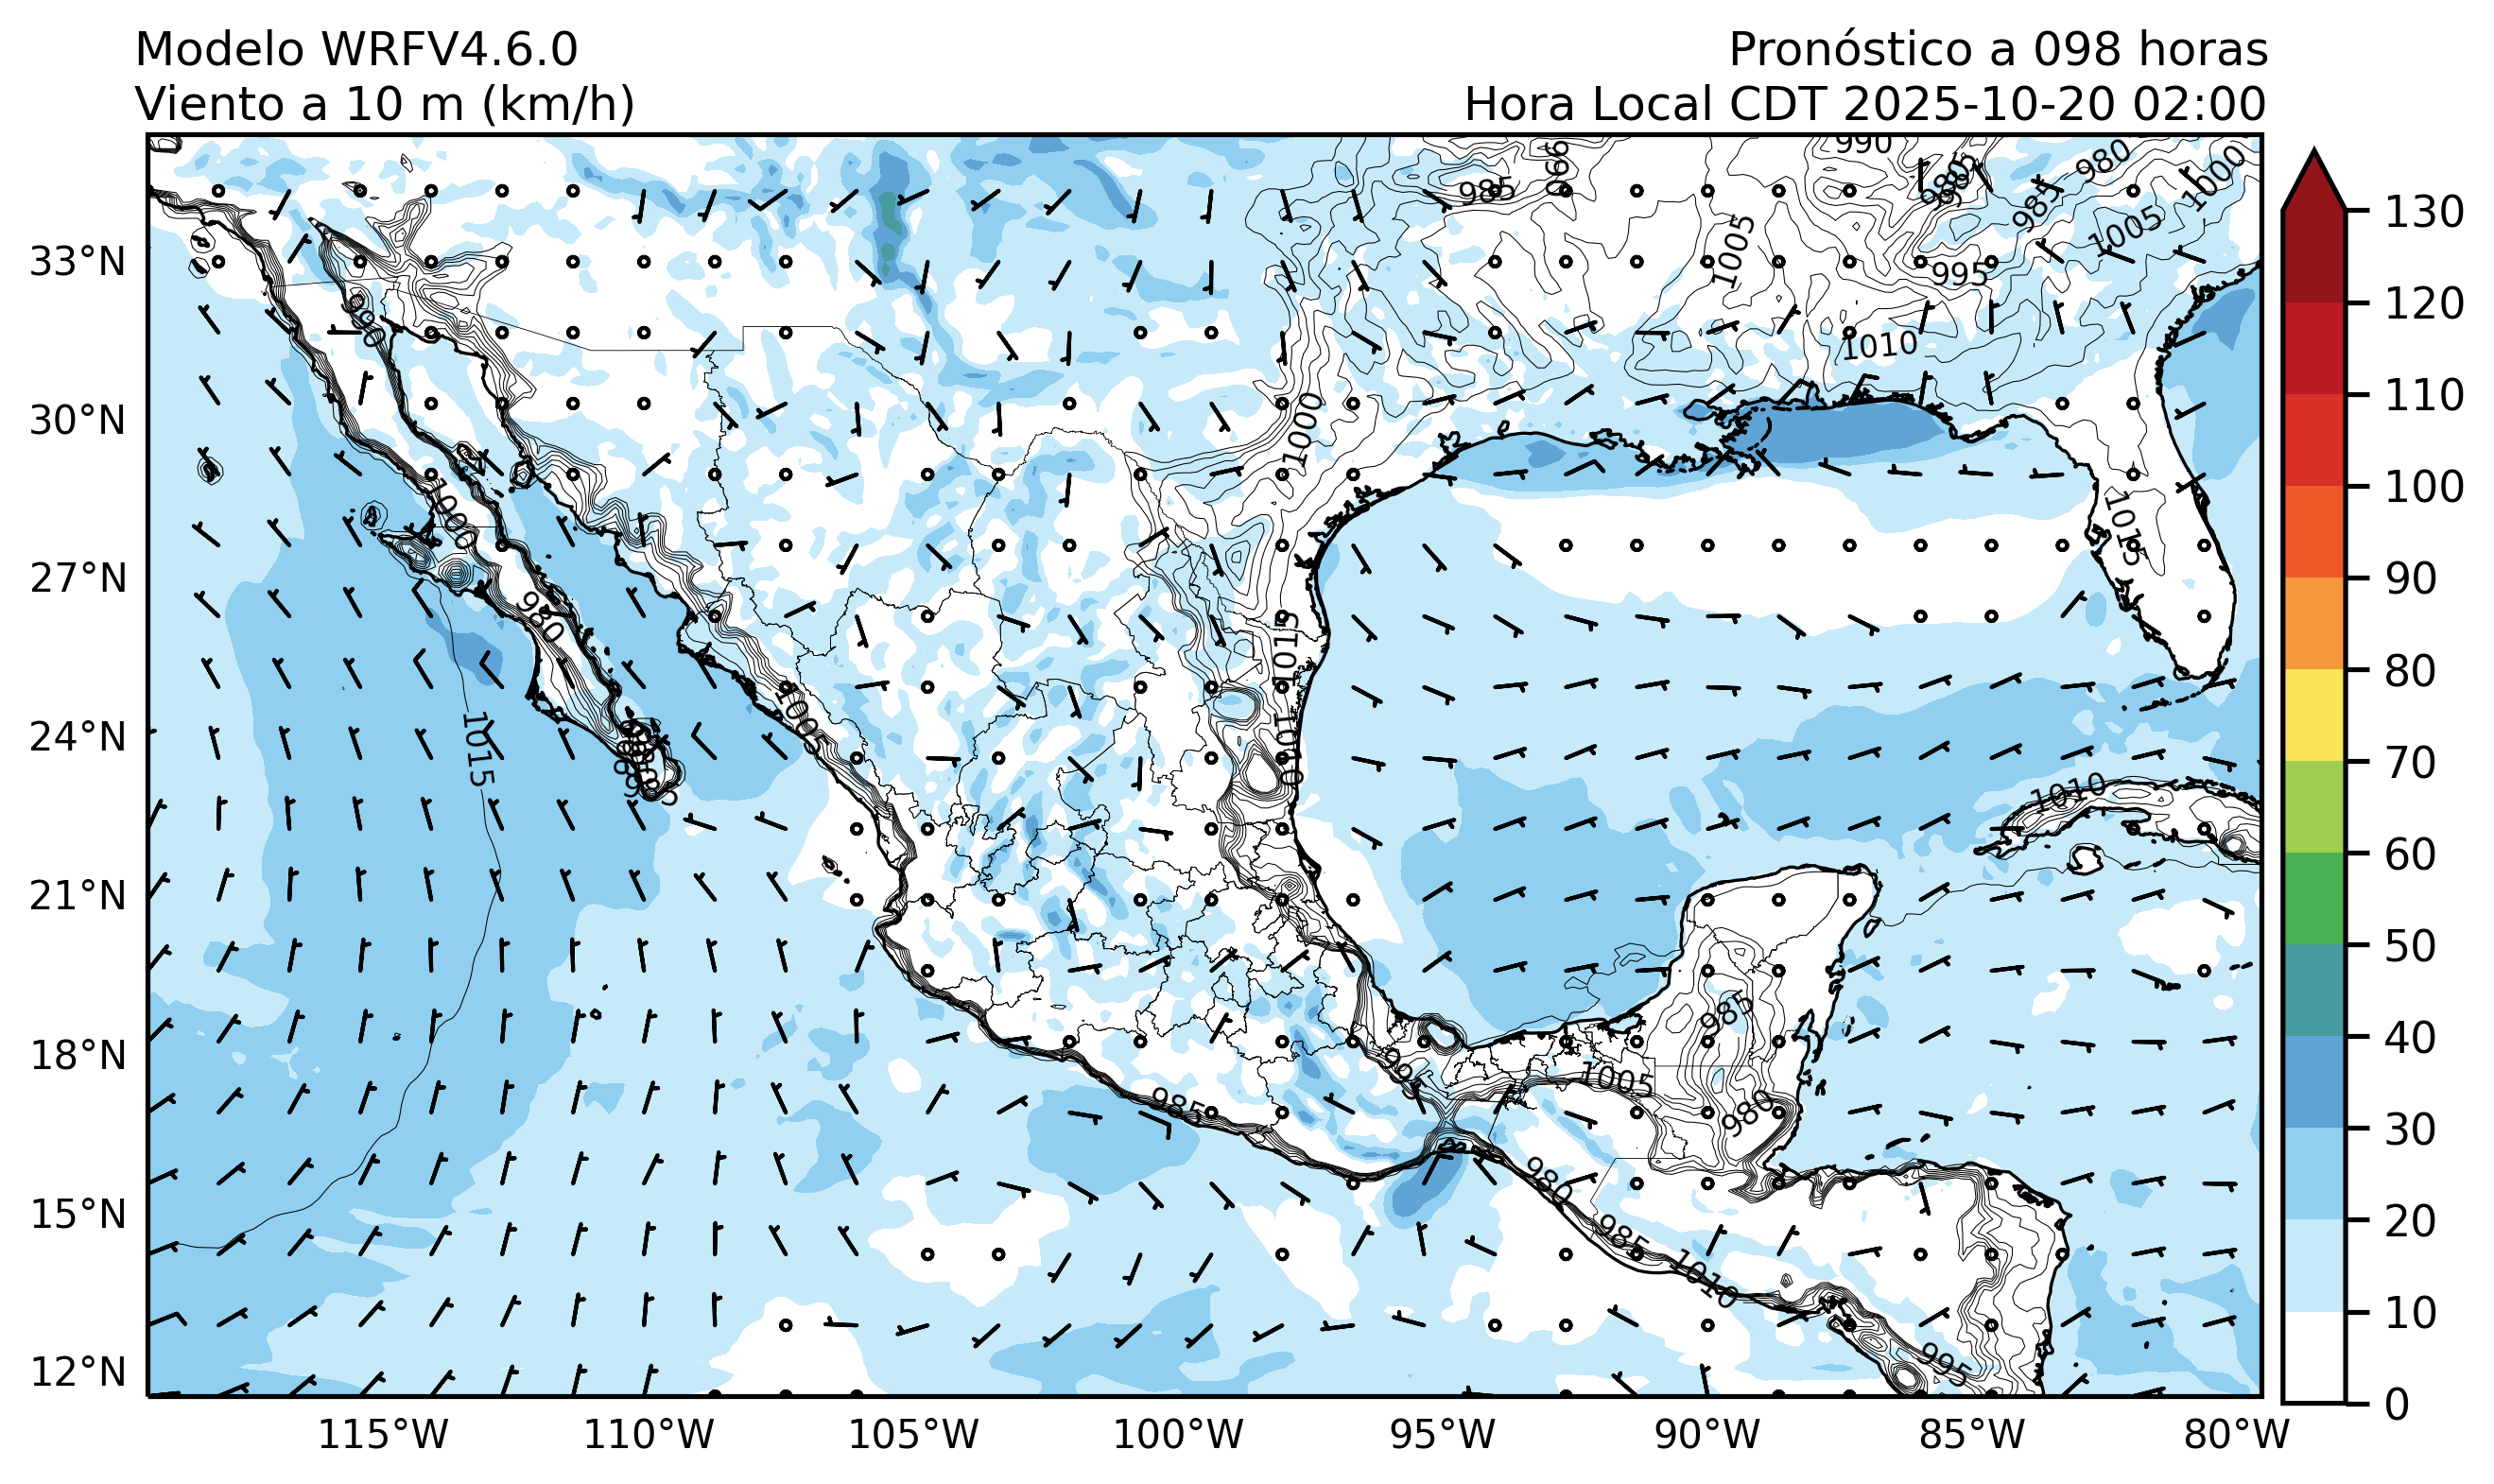 Modelo WRFV4.6.0
Pronóstico a 098 horas
Viento a 10 m (km/h)
Hora Local CDT 2025-10-20 02:00
990
990
985
985
980
985
1000
1005
1005
995
1010
1000
1000
980
1015
1005
1015
1010
1015
1010
985
1005
985
980
980
985
1010
995
33°N
30°N
27°N
24°N
21°N
18°N
15°N
12°N
115°W
110°W
105°W
100°W
95°W
90°W
85°W
80°W
130
120
110
100
90
80
70
60
50
40
30
20
10
0